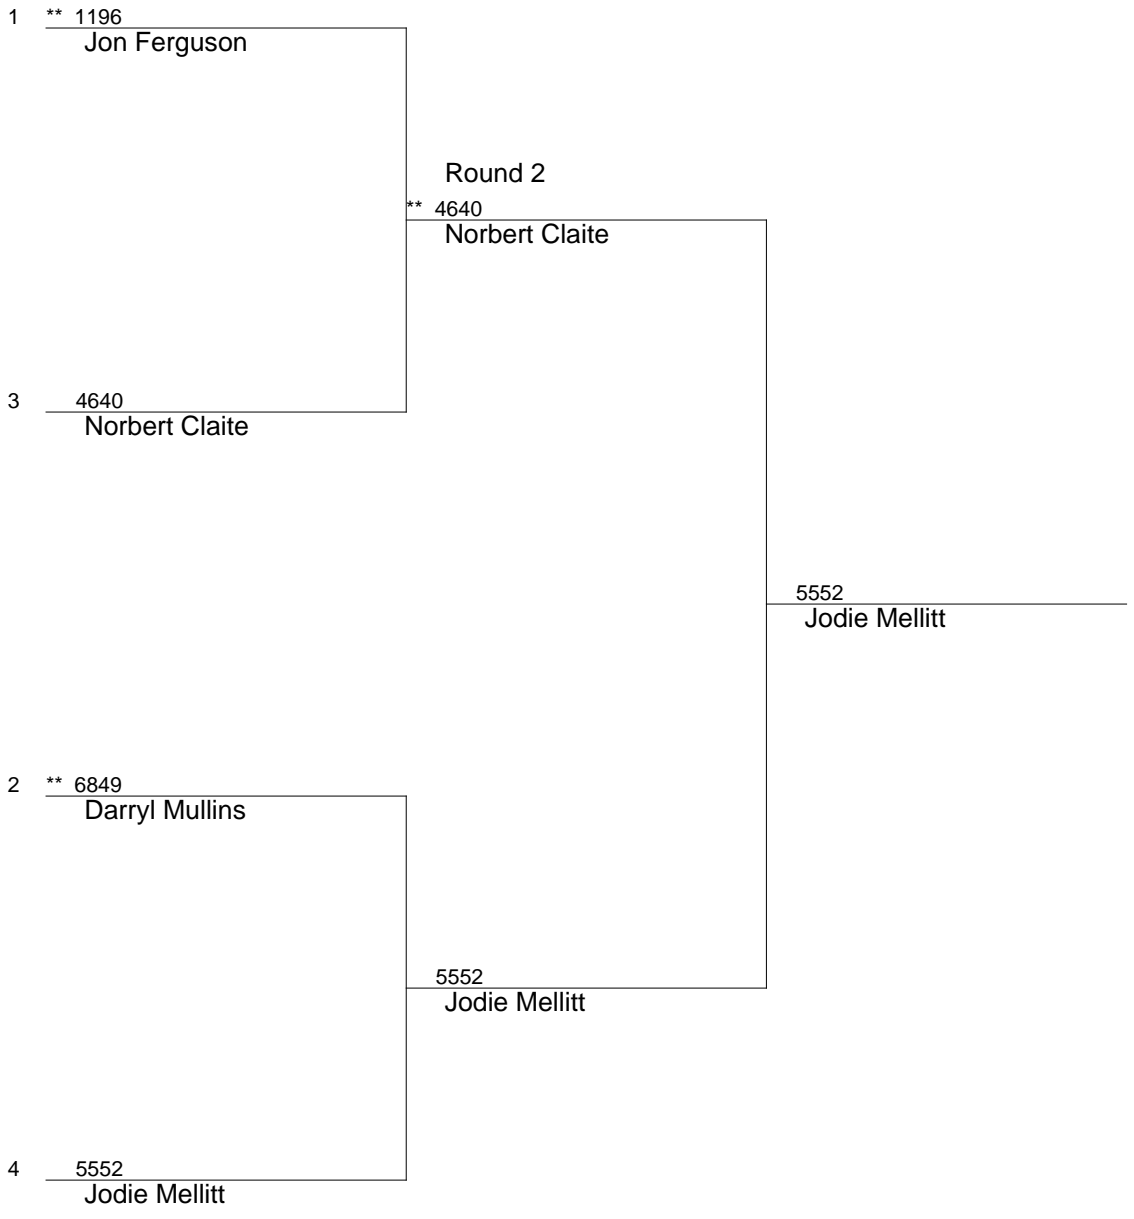 1 ** 1196
Jon Ferguson
Round 2
** 4640
Norbert Claite
3 4640
Norbert Claite
5552
Jodie Mellitt
2 ** 6849
Darryl Mullins
5552
Jodie Mellitt
4 5552
Jodie Mellitt